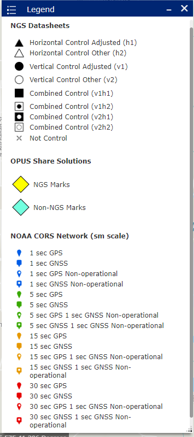 Legend
NGS Datasheets
Horizontal Control Adjusted (h1)
Horizontal Control Other (h2)
Vertical Control Adjusted (v1)
Vertical Control Other (v2)
Combined Control (v1h1)
Combined Control (v1h2)
Combined Control (v2h1)
Combined Control (v2h2)
Not Control
OPUS Share Solutions
NGS Marks
Non-NGS Marks
NOAA CORS Network (sm scale)
1 sec GPS
1 sec GNSS
1 sec GPS Non-operational
1 sec GNSS Non-operational
5 sec GPS
5 sec GNSS
5 sec GPS 1 sec GNSS Non-operational
5 sec GNSS 1 sec GNSS Non-operational
15 sec GPS
15 sec GNSS
15 sec GPS 1 sec GNSS Non-operational
15 sec GNSS 1 sec GNSS Non-
operational
30 sec GPS
30 sec GNSS
30 sec GPS 1 sec GNSS Non-operational
30 sec GNSS 1 sec GNSS Non-
operational